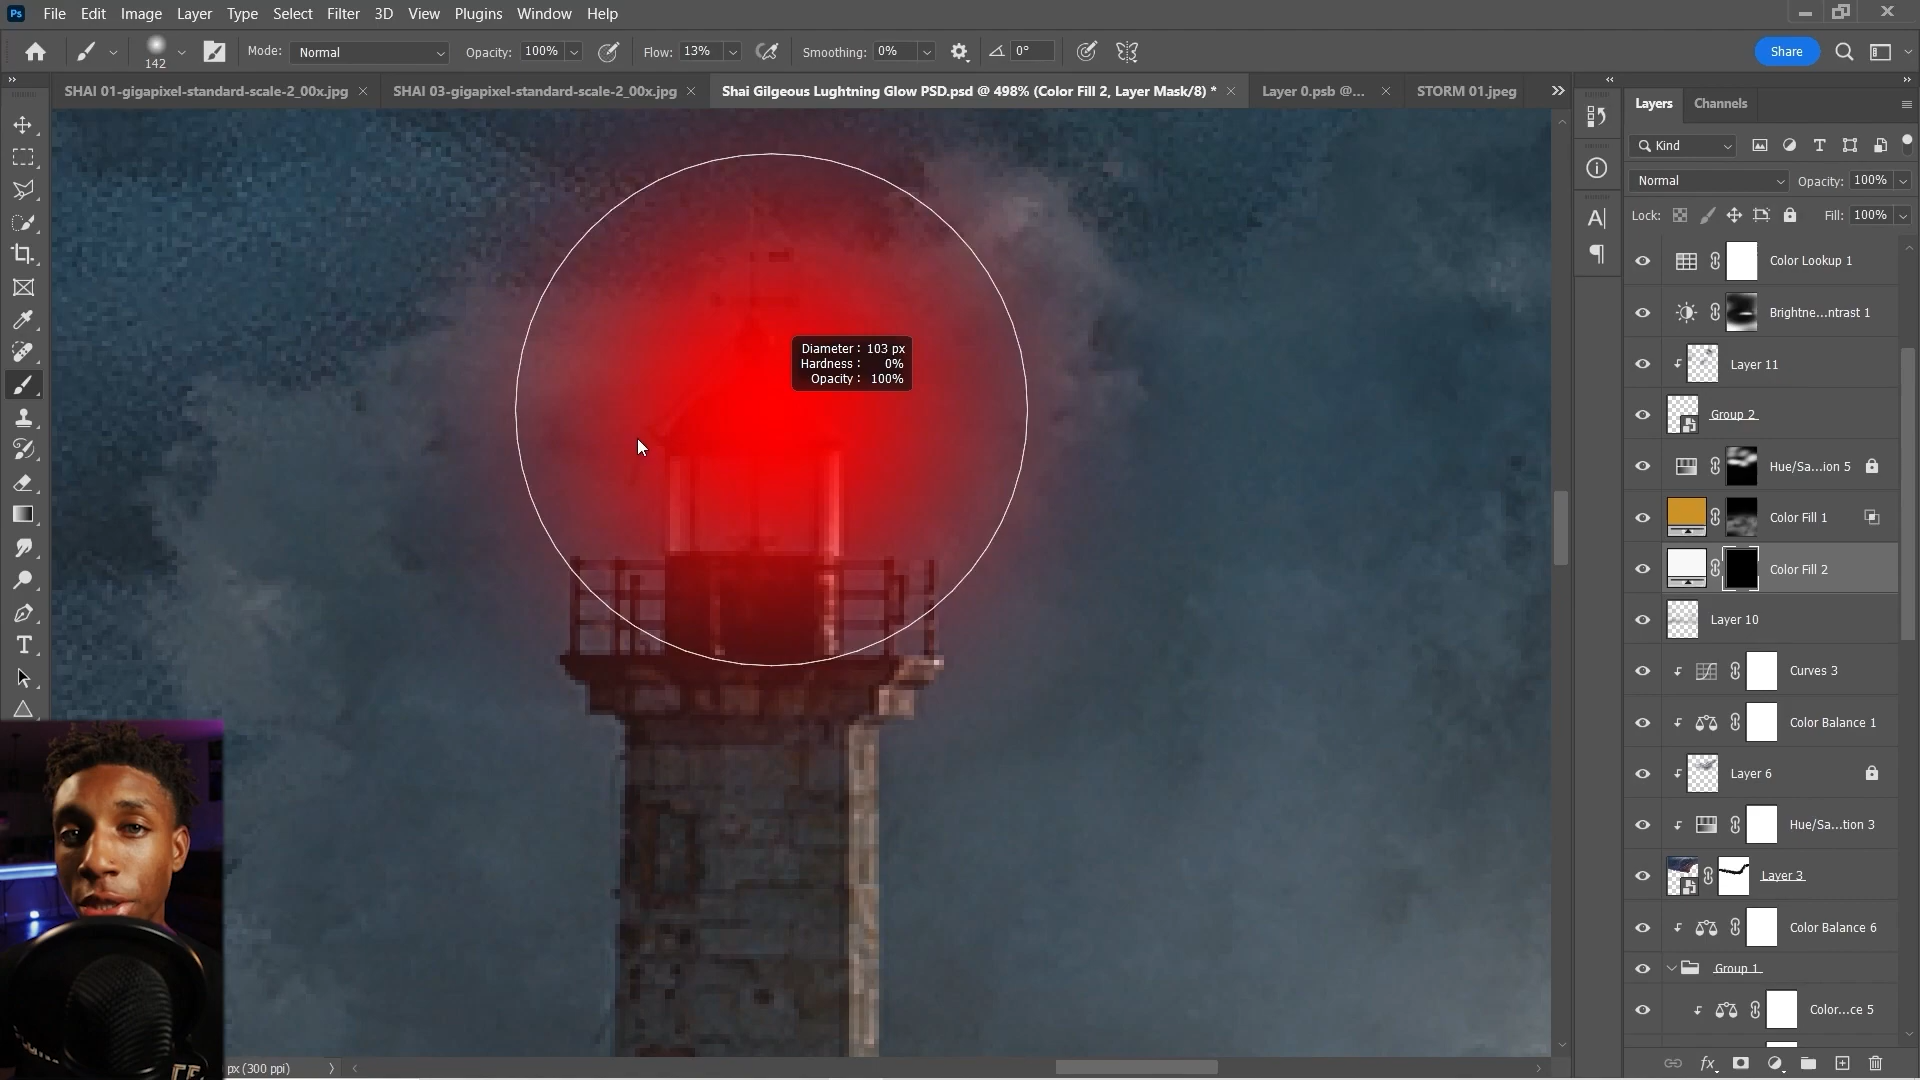 Ps File Edit Image Layer Type Select Filter 3D View Plugins Window Help
142 Mode: Normal Opacity: 100% Flow: 13% Smoothing: 0% 0° Share
SHAI 01-gigapixel-standard-scale-2_00x.jpg SHAI 03-gigapixel-standard-scale-2_00x.jpg Shai Gilgeous Lughtning Glow PSD.psd @ 498% (Color Fill 2, Layer Mask/8) * Layer 0.psb @... STORM 01.jpeg
Layers Channels
Kind
Normal Opacity: 100%
Lock: Fill: 100%
Color Lookup 1
Brightne...ntrast 1
Diameter: 103 px
Hardness: 0%
Opacity: 100%
Layer 11
Group 2
Hue/Sa...ion 5
Color Fill 1
Color Fill 2
Layer 10
Curves 3
Color Balance 1
Layer 6
Hue/Sa...tion 3
Layer 3
Color Balance 6
Group 1
Color...ce 5
px (300 ppi)
fx